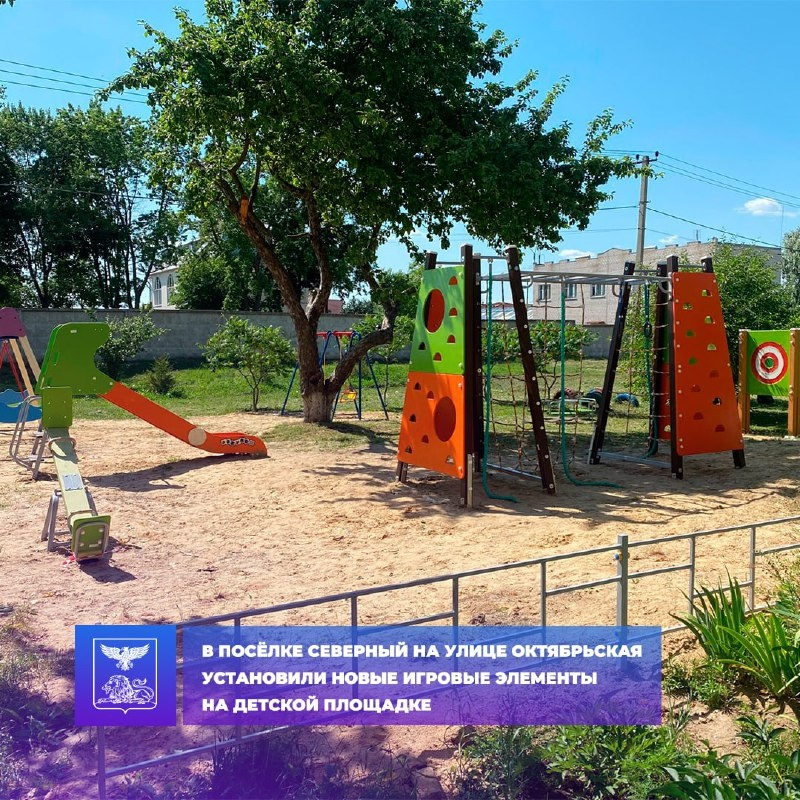 В ПОСЁЛКЕ СЕВЕРНЫЙ НА УЛИЦЕ ОКТЯБРЬСКАЯ
УСТАНОВИЛИ НОВЫЕ ИГРОВЫЕ ЭЛЕМЕНТЫ
НА ДЕТСКОЙ ПЛОЩАДКЕ